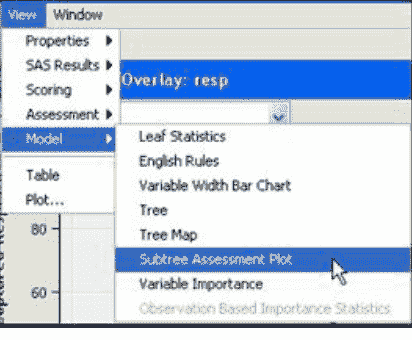 View Window
Properties
SAS Results
Scoring
Assessment
Model
Table
Plot...
Overlay: resp
Leaf Statistics
English Rules
Variable Width Bar Chart
Tree
Tree Map
Subtree Assessment Plot
Variable Importance
Observation Based Importance Statistics
80
60